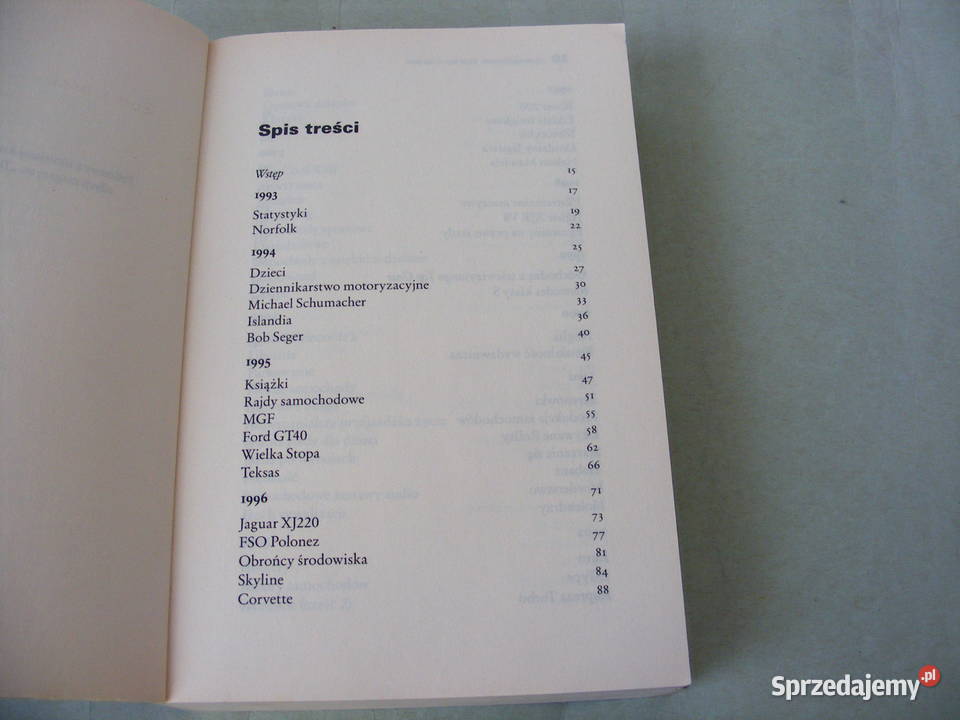 Spis treści
Wstęp 15
1993 17
Statystyki 19
Norfolk 22
1994 25
Dzieci 27
Dziennikarstwo motoryzacyjne 30
Michael Schumacher 33
Islandia 36
Bob Seger 40
1995 45
Książki 47
Rajdy samochodowe 51
MGF 55
Ford GT40 58
Wielka Stopa 62
Teksas 66
1996 71
Jaguar XJ220 73
FSO Polonez 77
Obrońcy środowiska 81
Skyline 84
Corvette 88
Sprzedajemy.pl